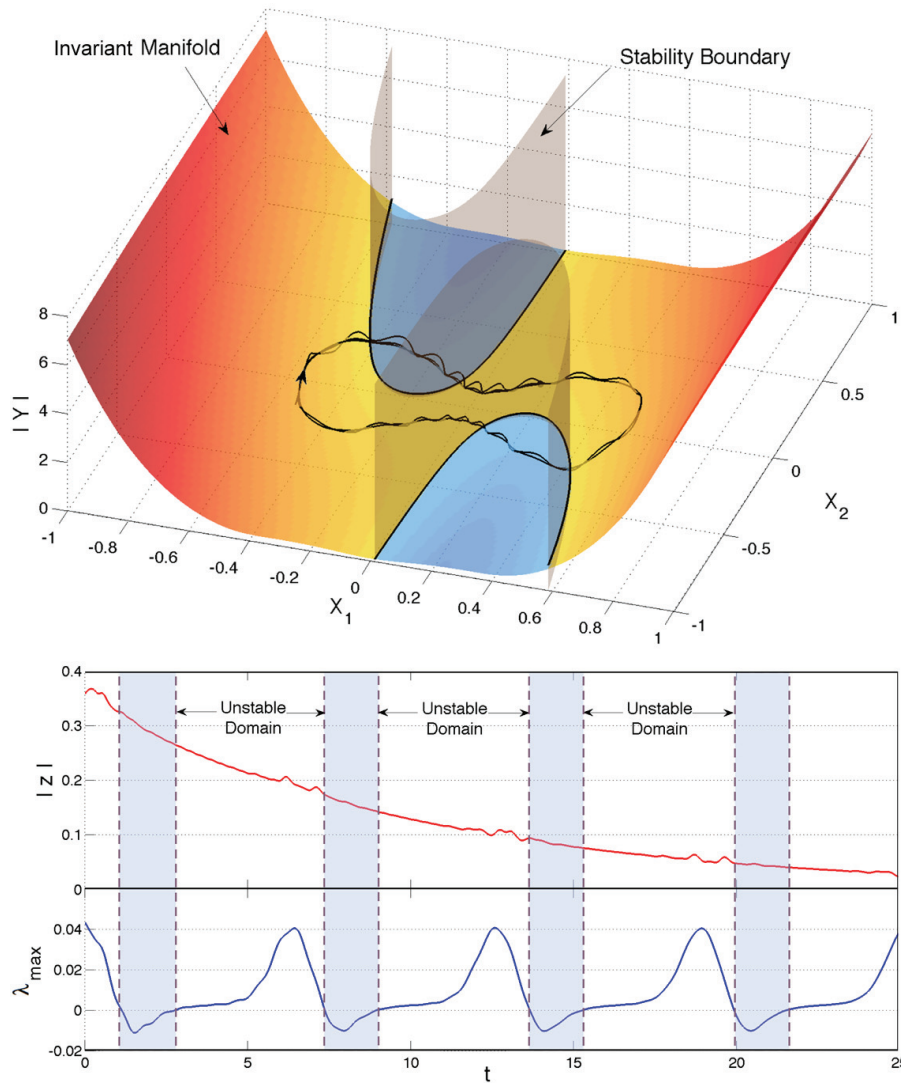 Invariant Manifold
Stability Boundary
8
6
4
2
0
| Y |
-1
-0.8
-0.6
-0.4
-0.2
0
0.2
0.4
0.6
0.8
1
X1
-1
-0.5
0
0.5
1
X2
0.4
0.3
0.2
0.1
0
| z |
Unstable Domain
Unstable Domain
Unstable Domain
0.04
0.02
0
-0.02
λmax
0 5 10 15 20 25
t